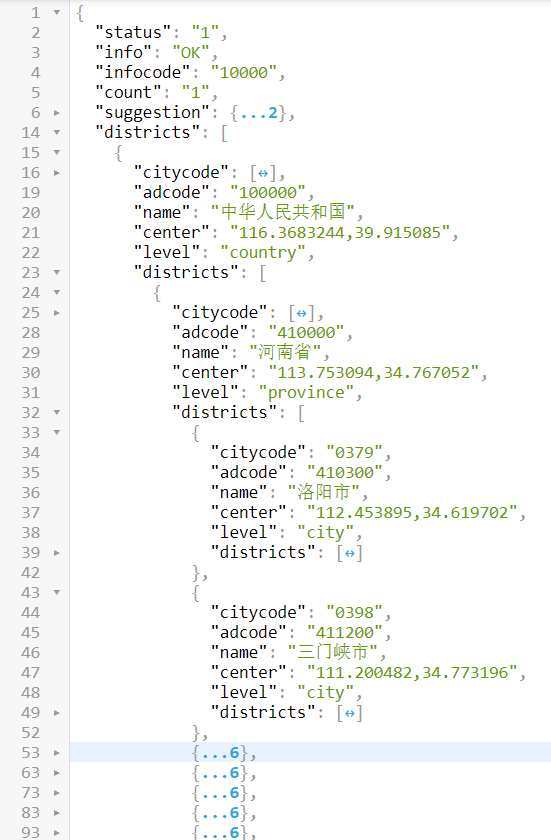 1 {
2 "status": "1",
3 "info": "OK",
4 "infocode": "10000",
5 "count": "1",
6 "suggestion": {...2},
14 "districts": [
15 {
16 "citycode": [↔],
19 "adcode": "100000",
20 "name": "中华人民共和国",
21 "center": "116.3683244,39.915085",
22 "level": "country",
23 "districts": [
24 {
25 "citycode": [↔],
28 "adcode": "410000",
29 "name": "河南省",
30 "center": "113.753094,34.767052",
31 "level": "province",
32 "districts": [
33 {
34 "citycode": "0379",
35 "adcode": "410300",
36 "name": "洛阳市",
37 "center": "112.453895,34.619702",
38 "level": "city",
39 "districts": [↔]
42 },
43 {
44 "citycode": "0398",
45 "adcode": "411200",
46 "name": "三门峡市",
47 "center": "111.200482,34.773196",
48 "level": "city",
49 "districts": [↔]
52 },
53 {...6},
63 {...6},
73 {...6},
83 {...6},
93 {...6},